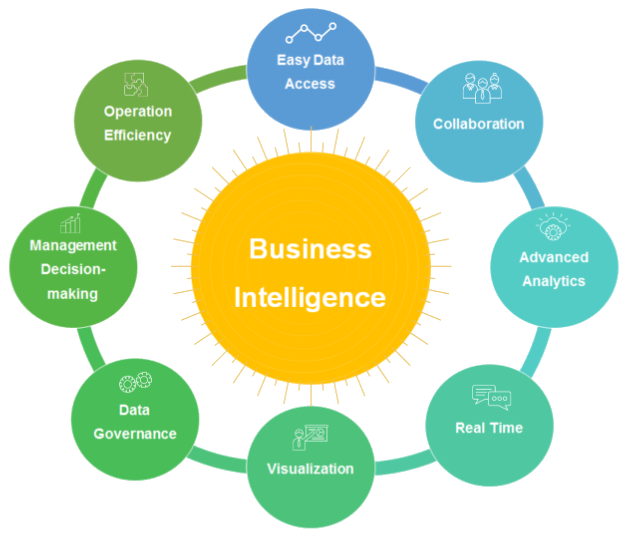 Easy Data
Access
Collaboration
Advanced
Analytics
Real Time
Visualization
Data
Governance
Management
Decision-
making
Operation
Efficiency
Business
Intelligence